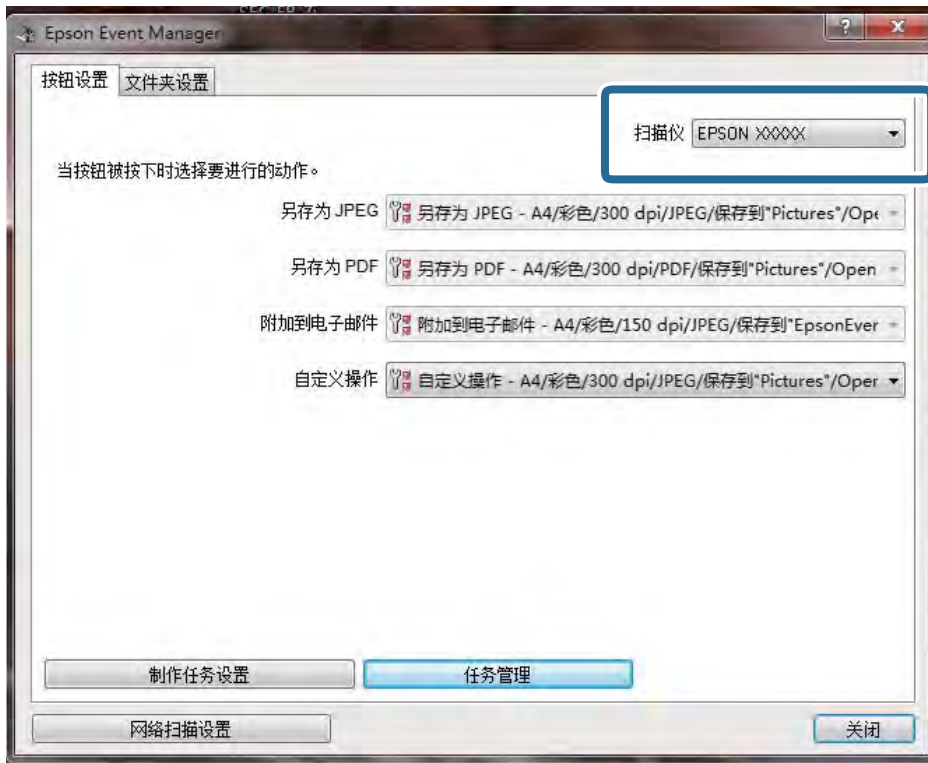 Epson Event Manager
按钮设置 文件夹设置
扫描仪 EPSON XXXXX
当按钮被按下时选择要进行的动作。
另存为 JPEG 另存为 JPEG - A4/彩色/300 dpi/JPEG/保存到"Pictures"/Ope
另存为 PDF 另存为 PDF - A4/彩色/300 dpi/PDF/保存到"Pictures"/Open
附加到电子邮件 附加到电子邮件 - A4/彩色/150 dpi/JPEG/保存到"EpsonEver
自定义操作 自定义操作 - A4/彩色/300 dpi/JPEG/保存到"Pictures"/Oper
制作任务设置 任务管理
网络扫描设置 关闭